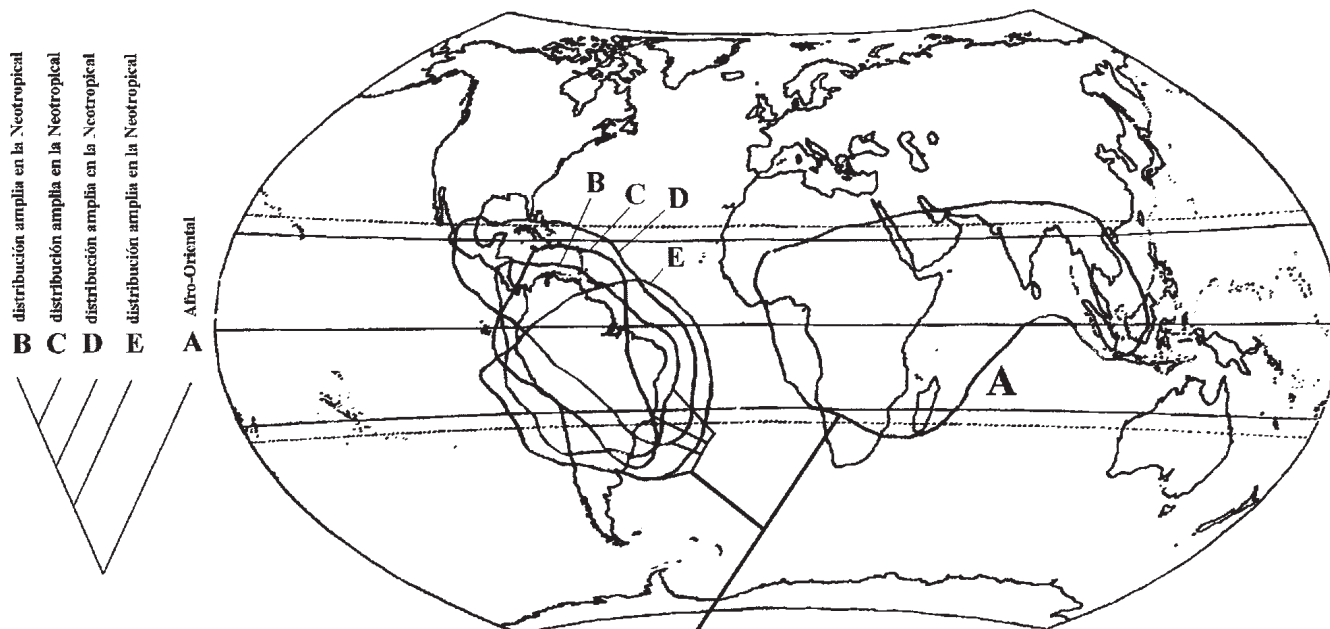 distribución amplia en la Neotropical
distribución amplia en la Neotropical
distribución amplia en la Neotropical
distribución amplia en la Neotropical
Afro-Oriental
B C D E A
B
C
D
E
A